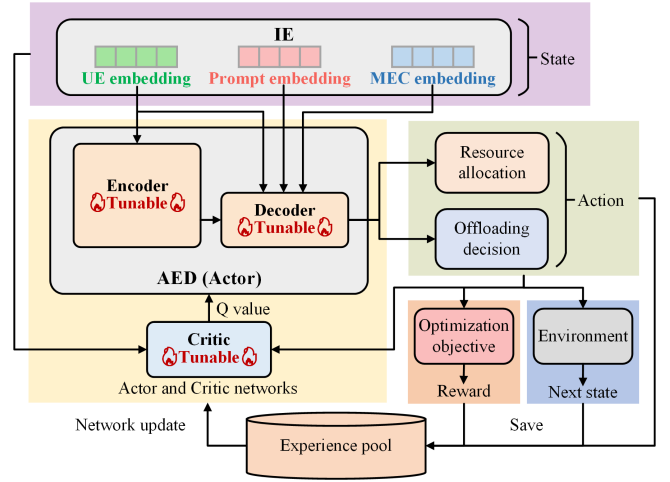 IE
UE embedding
Prompt embedding
MEC embedding
State
Encoder
Tunable
Decoder
Tunable
AED (Actor)
Resource
allocation
Offloading
decision
Action
Q value
Critic
Tunable
Actor and Critic networks
Optimization
objective
Reward
Environment
Next state
Network update
Experience pool
Save